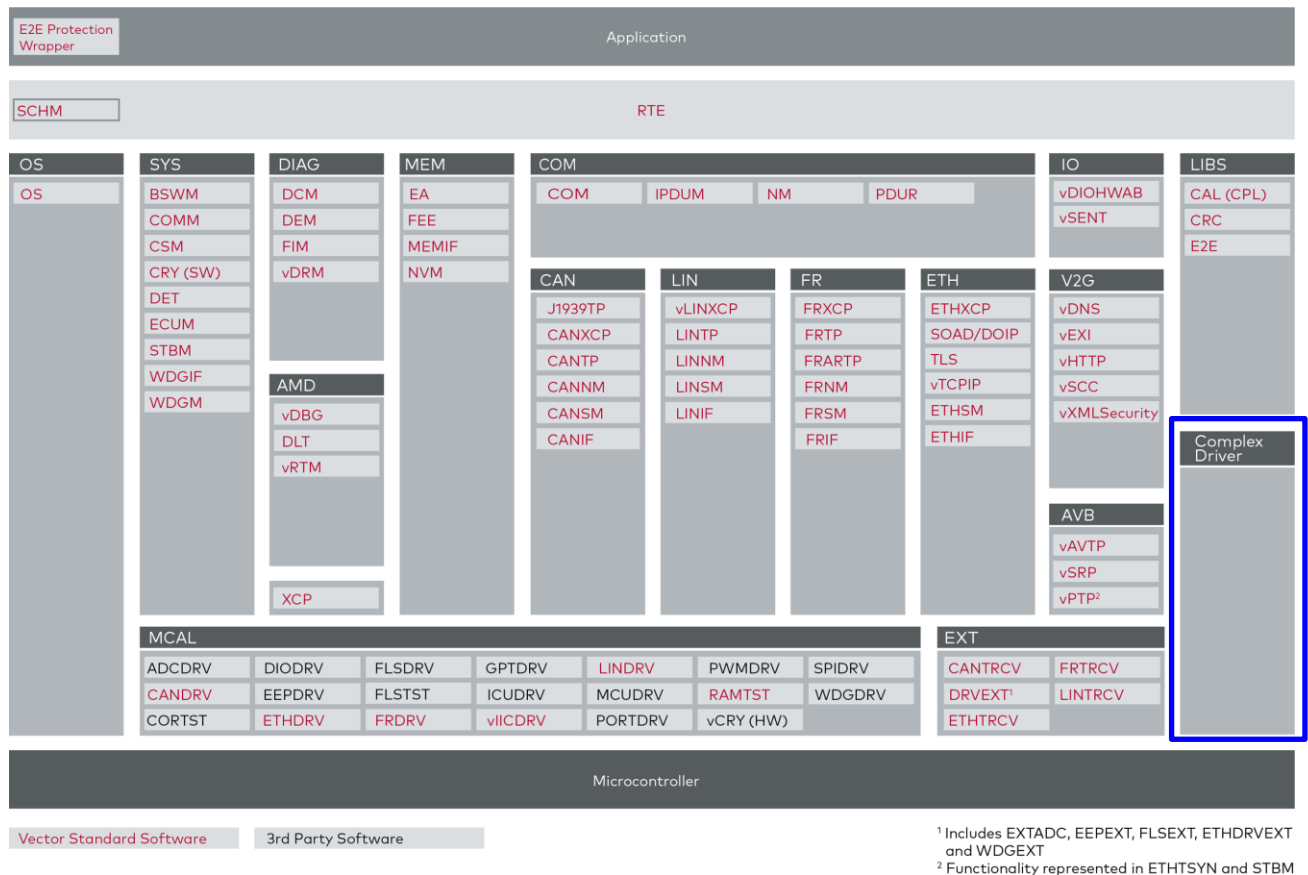 E2E Protection
Wrapper
Application
SCHM
RTE
OS
OS
SYS
BSWM
COMM
CSM
CRY (SW)
DET
ECUM
STBM
WDGIF
WDGM
DIAG
DCM
DEM
FIM
vDRM
AMD
vDBG
DLT
vRTM
XCP
MEM
EA
FEE
MEMIF
NVM
COM
COM IPDUM NM PDUR
CAN
J1939TP
CANXCP
CANTP
CANNM
CANSM
CANIF
LIN
vLINXCP
LINTP
LINNM
LINSM
LINIF
FR
FRXCP
FRTP
FRARTP
FRNM
FRSM
FRIF
ETH
ETHXCP
SOAD/DOIP
TLS
vTCPIP
ETHSM
ETHIF
IO
vDIOHWAB
vSENT
V2G
vDNS
vEXI
vHTTP
vSCC
vXMLSecurity
AVB
vAVTP
vSRP
vPTP²
LIBS
CAL (CPL)
CRC
E2E
Complex
Driver
MCAL
ADCDRV DIODRV FLSDRV GPTDRV LINDRV PWMDRV SPIDRV
CANDRV EEPDRV FLSTST ICUDRV MCUDRV RAMTST WDGDRV
CORTST ETHDRV FRDRV vIICDRV PORTDRV vCRY (HW)
EXT
CANTRCV FRTRCV
DRVEXT¹ LINTRCV
ETHTRCV
Microcontroller
Vector Standard Software 3rd Party Software
¹ Includes EXTADC, EEPEXT, FLSEXT, ETHDRVEXT
and WDGEXT
² Functionality represented in ETHTSYN and STBM